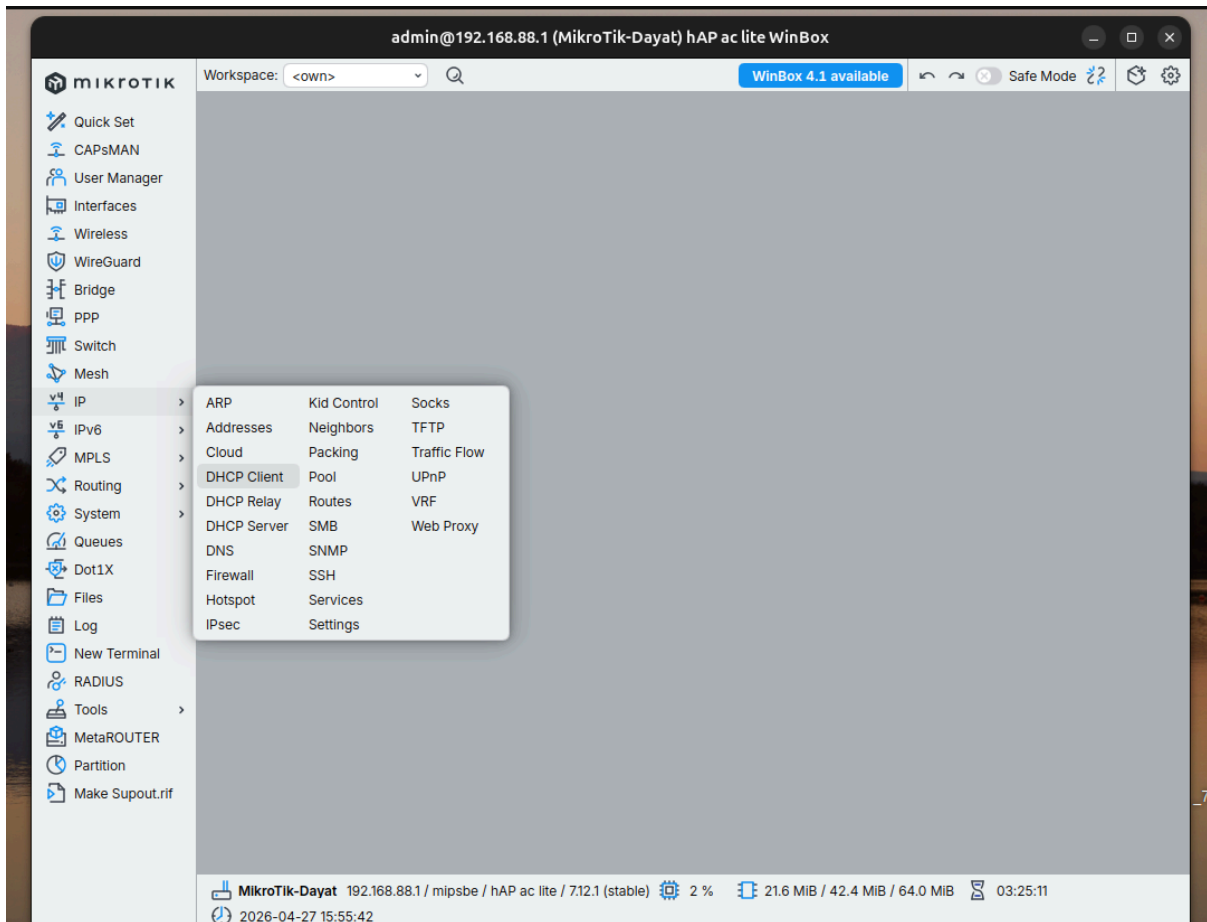 admin@192.168.88.1 (MikroTik-Dayat) hAP ac lite WinBox
MIKROTIK
Workspace: <own>
WinBox 4.1 available
Safe Mode
Quick Set
CAPsMAN
User Manager
Interfaces
Wireless
WireGuard
Bridge
PPP
Switch
Mesh
IP
IPv6
MPLS
Routing
System
Queues
Dot1X
Files
Log
New Terminal
RADIUS
Tools
MetaROUTER
Partition
Make Supout.rif
ARP
Addresses
Cloud
DHCP Client
DHCP Relay
DHCP Server
DNS
Firewall
Hotspot
IPsec
Kid Control
Neighbors
Packing
Pool
Routes
SMB
SNMP
SSH
Services
Settings
Socks
TFTP
Traffic Flow
UPnP
VRF
Web Proxy
MikroTik-Dayat 192.168.88.1 / mipsbe / hAP ac lite / 7.12.1 (stable) 2 % 21.6 MiB / 42.4 MiB / 64.0 MiB 03:25:11
2026-04-27 15:55:42